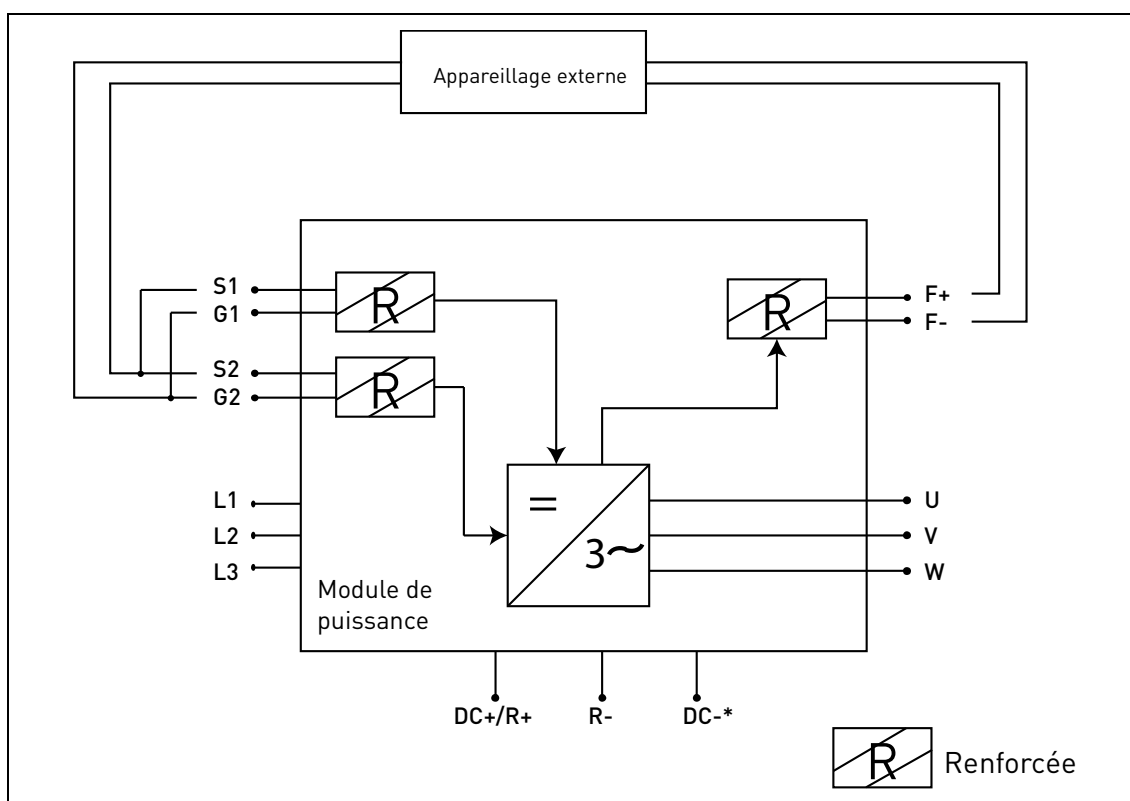 Appareillage externe
S1
G1
S2
G2
R
R
R
F+
F-
L1
L2
L3
=
3~
U
V
W
Module de
puissance
DC+/R+
R-
DC-*
R
Renforcée